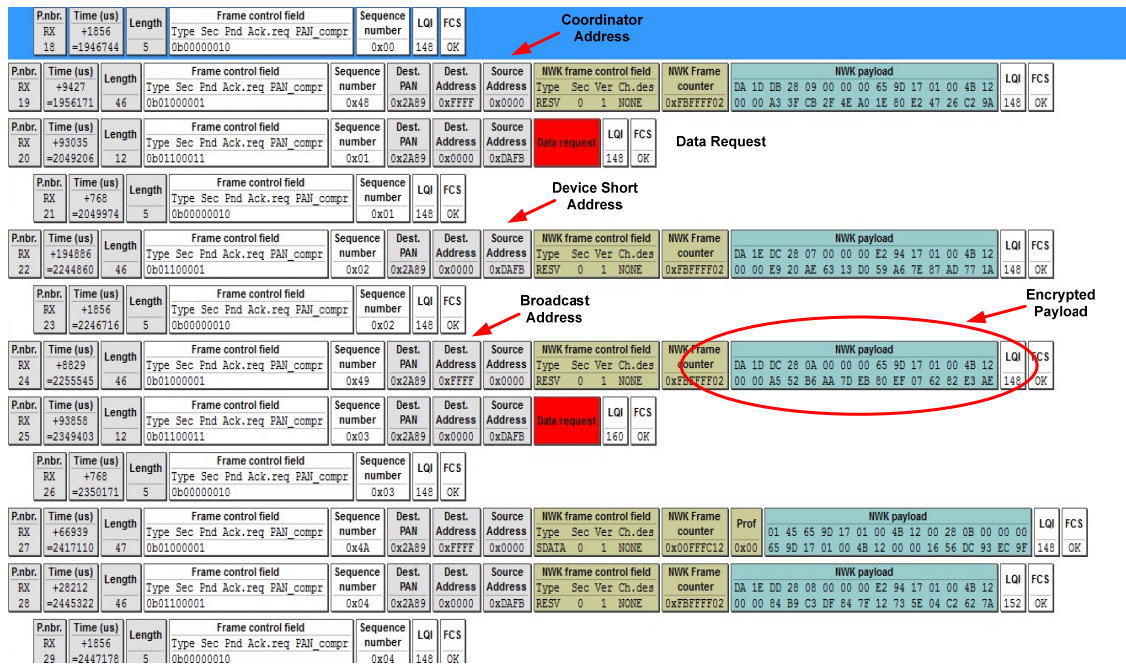 P.nbr. Time (us) Length Frame control field Sequence LQI FCS
RX +1856 Type Sec Pnd Ack.req PAN_compr number
18 =1946744 5 0b00000010 0x00 148 OK
Coordinator
Address
P.nbr. Time (us) Length Frame control field Sequence Dest. Dest. Source NWK frame control field NWK Frame NWK payload LQI FCS
RX +9427 Type Sec Pnd Ack.req PAN_compr number PAN Address Address Type Sec Ver Ch.des counter DA 1D DB 28 09 00 00 00 65 9D 17 01 00 4B 12
19 =1956171 46 0b01000001 0x48 0x2A89 0xFFFF 0x0000 RESV 0 1 NONE 0xFBFFFF02 00 00 A3 3F CB 2F 4E A0 1E 80 E2 47 26 C2 9A 148 OK
P.nbr. Time (us) Length Frame control field Sequence Dest. Dest. Source Data request LQI FCS
RX +93035 Type Sec Pnd Ack.req PAN_compr number PAN Address Address
20 =2049206 12 0b01100011 0x01 0x2A89 0x0000 0xDAFB 148 OK
Data Request
P.nbr. Time (us) Length Frame control field Sequence LQI FCS
RX +768 Type Sec Pnd Ack.req PAN_compr number
21 =2049974 5 0b00000010 0x01 148 OK
Device Short
Address
P.nbr. Time (us) Length Frame control field Sequence Dest. Dest. Source NWK frame control field NWK Frame NWK payload LQI FCS
RX +194886 Type Sec Pnd Ack.req PAN_compr number PAN Address Address Type Sec Ver Ch.des counter DA 1E DC 28 07 00 00 00 E2 94 17 01 00 4B 12
22 =2244860 46 0b01100001 0x02 0x2A89 0x0000 0xDAFB RESV 0 1 NONE 0xFBFFFF02 00 00 E9 20 AE 63 13 D0 59 A6 7E 87 AD 77 1A 148 OK
P.nbr. Time (us) Length Frame control field Sequence LQI FCS
RX +1856 Type Sec Pnd Ack.req PAN_compr number
23 =2246716 5 0b00000010 0x02 148 OK
Broadcast
Address
Encrypted
Payload
P.nbr. Time (us) Length Frame control field Sequence Dest. Dest. Source NWK frame control field NWK Frame NWK payload LQI FCS
RX +8829 Type Sec Pnd Ack.req PAN_compr number PAN Address Address Type Sec Ver Ch.des counter DA 1D DC 28 0A 00 00 00 65 9D 17 01 00 4B 12
24 =2255545 46 0b01000001 0x49 0x2A89 0xFFFF 0x0000 RESV 0 1 NONE 0xFBFFFF02 00 00 A5 52 B6 AA 7D EB 80 EF 07 62 82 E3 AE 148 OK
P.nbr. Time (us) Length Frame control field Sequence Dest. Dest. Source Data request LQI FCS
RX +93858 Type Sec Pnd Ack.req PAN_compr number PAN Address Address
25 =2349403 12 0b01100011 0x03 0x2A89 0x0000 0xDAFB 160 OK
P.nbr. Time (us) Length Frame control field Sequence LQI FCS
RX +768 Type Sec Pnd Ack.req PAN_compr number
26 =2350171 5 0b00000010 0x03 148 OK
P.nbr. Time (us) Length Frame control field Sequence Dest. Dest. Source NWK frame control field NWK Frame Prof NWK payload LQI FCS
RX +66939 Type Sec Pnd Ack.req PAN_compr number PAN Address Address Type Sec Ver Ch.des counter 01 45 65 9D 17 01 00 4B 12 00 28 0B 00 00 00
27 =2417110 47 0b01000001 0x4A 0x2A89 0xFFFF 0x0000 SDATA 0 1 NONE 0x00FFFC12 0x00 65 9D 17 01 00 4B 12 00 00 16 56 DC 93 EC 9F 148 OK
P.nbr. Time (us) Length Frame control field Sequence Dest. Dest. Source NWK frame control field NWK Frame NWK payload LQI FCS
RX +28212 Type Sec Pnd Ack.req PAN_compr number PAN Address Address Type Sec Ver Ch.des counter DA 1E DD 28 08 00 00 00 E2 94 17 01 00 4B 12
28 =2445322 46 0b01100001 0x04 0x2A89 0x0000 0xDAFB RESV 0 1 NONE 0xFBFFFF02 00 00 84 B9 C3 DF 84 7F 12 73 5E 04 C2 62 7A 152 OK
P.nbr. Time (us) Length Frame control field Sequence LQI FCS
RX +1856 Type Sec Pnd Ack.req PAN_compr number
29 =2447178 5 0b00000010 0x04 148 OK